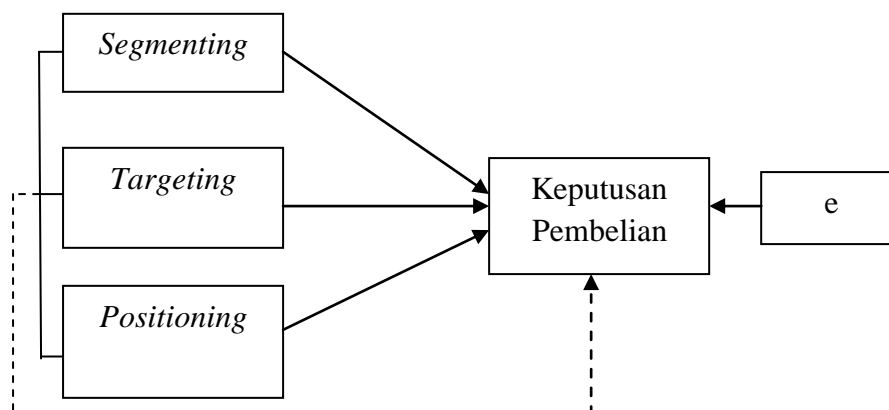 Segmenting
Targeting
Positioning
Keputusan
Pembelian
e